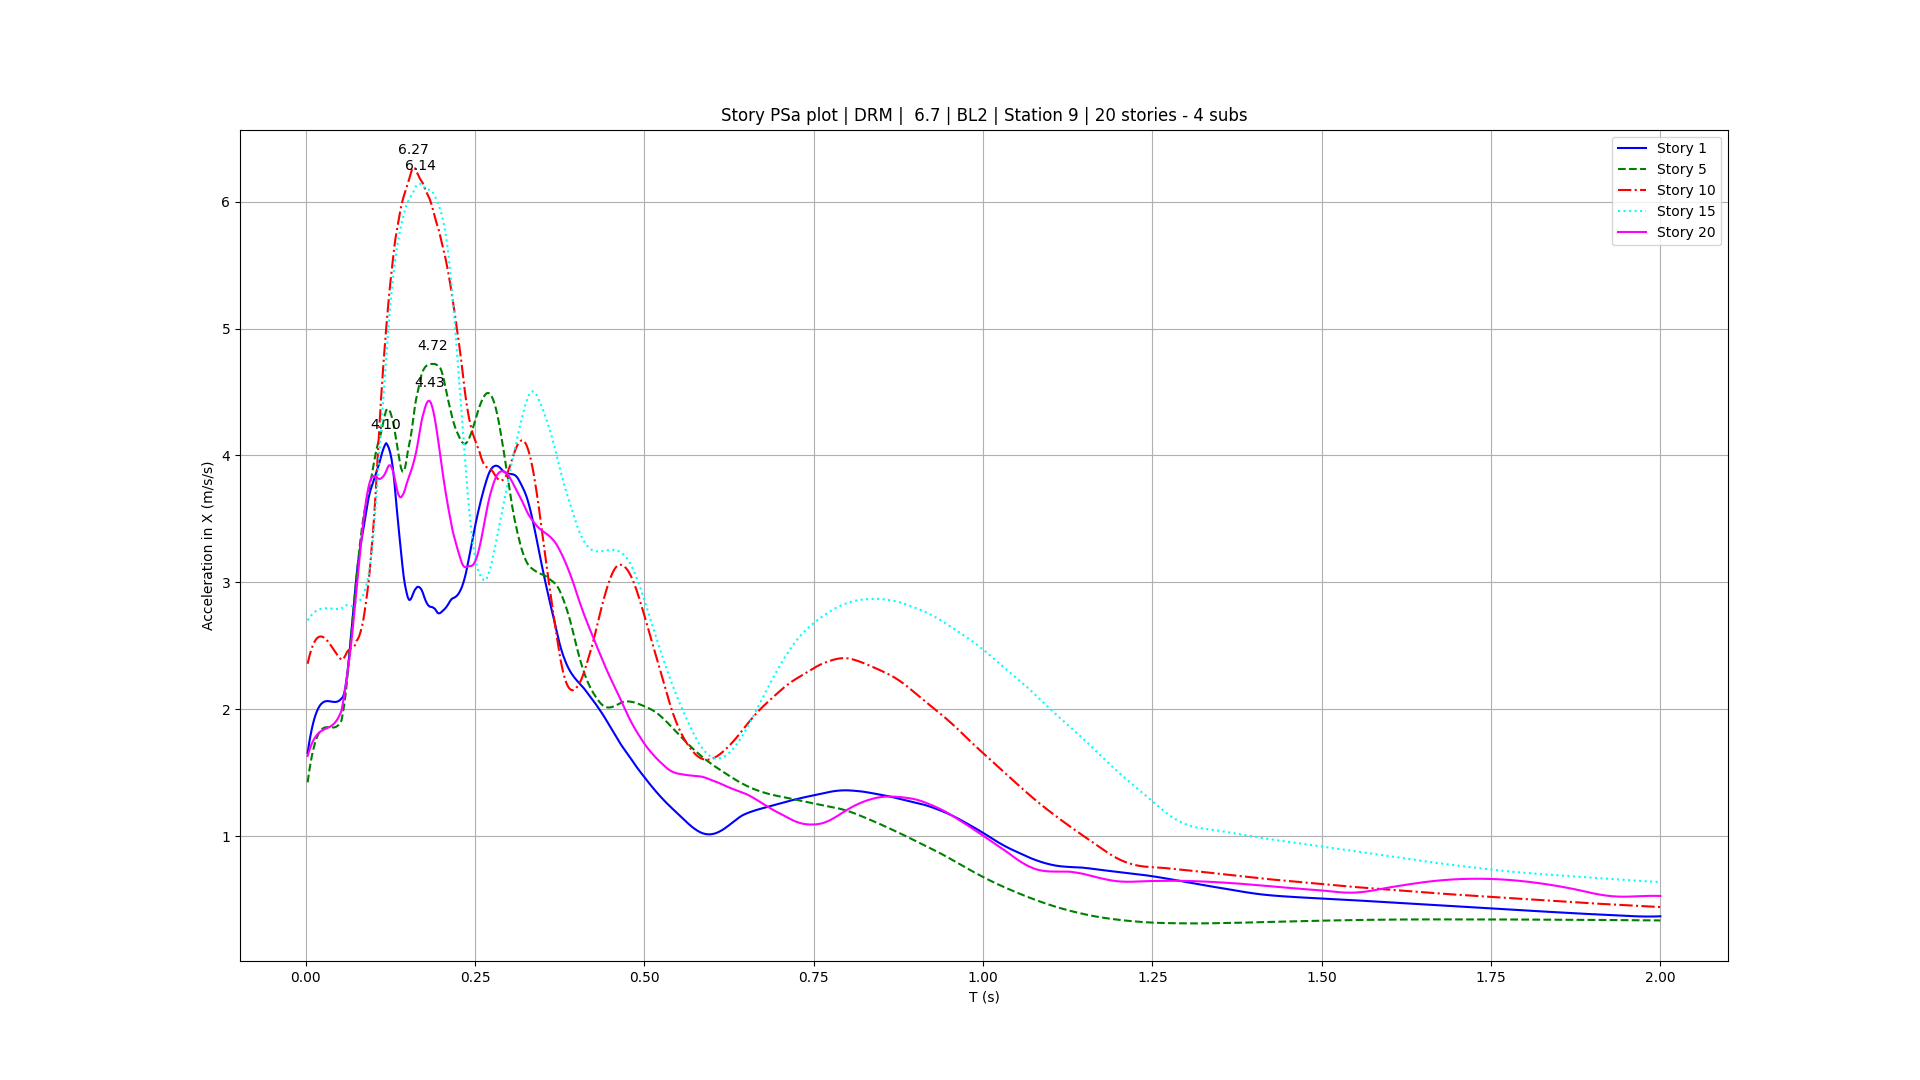 Story PSa plot | DRM |  6.7 | BL2 | Station 9 | 20 stories - 4 subs
6.27
6.14
4.72
4.43
4.10
Story 1
Story 5
Story 10
Story 15
Story 20
Acceleration in X (m/s/s)
6
5
4
3
2
1
0.00 0.25 0.50 0.75 1.00 1.25 1.50 1.75 2.00
T (s)